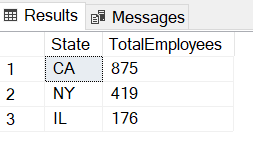 Results Messages
State TotalEmployees
1 CA 875
2 NY 419
3 IL 176